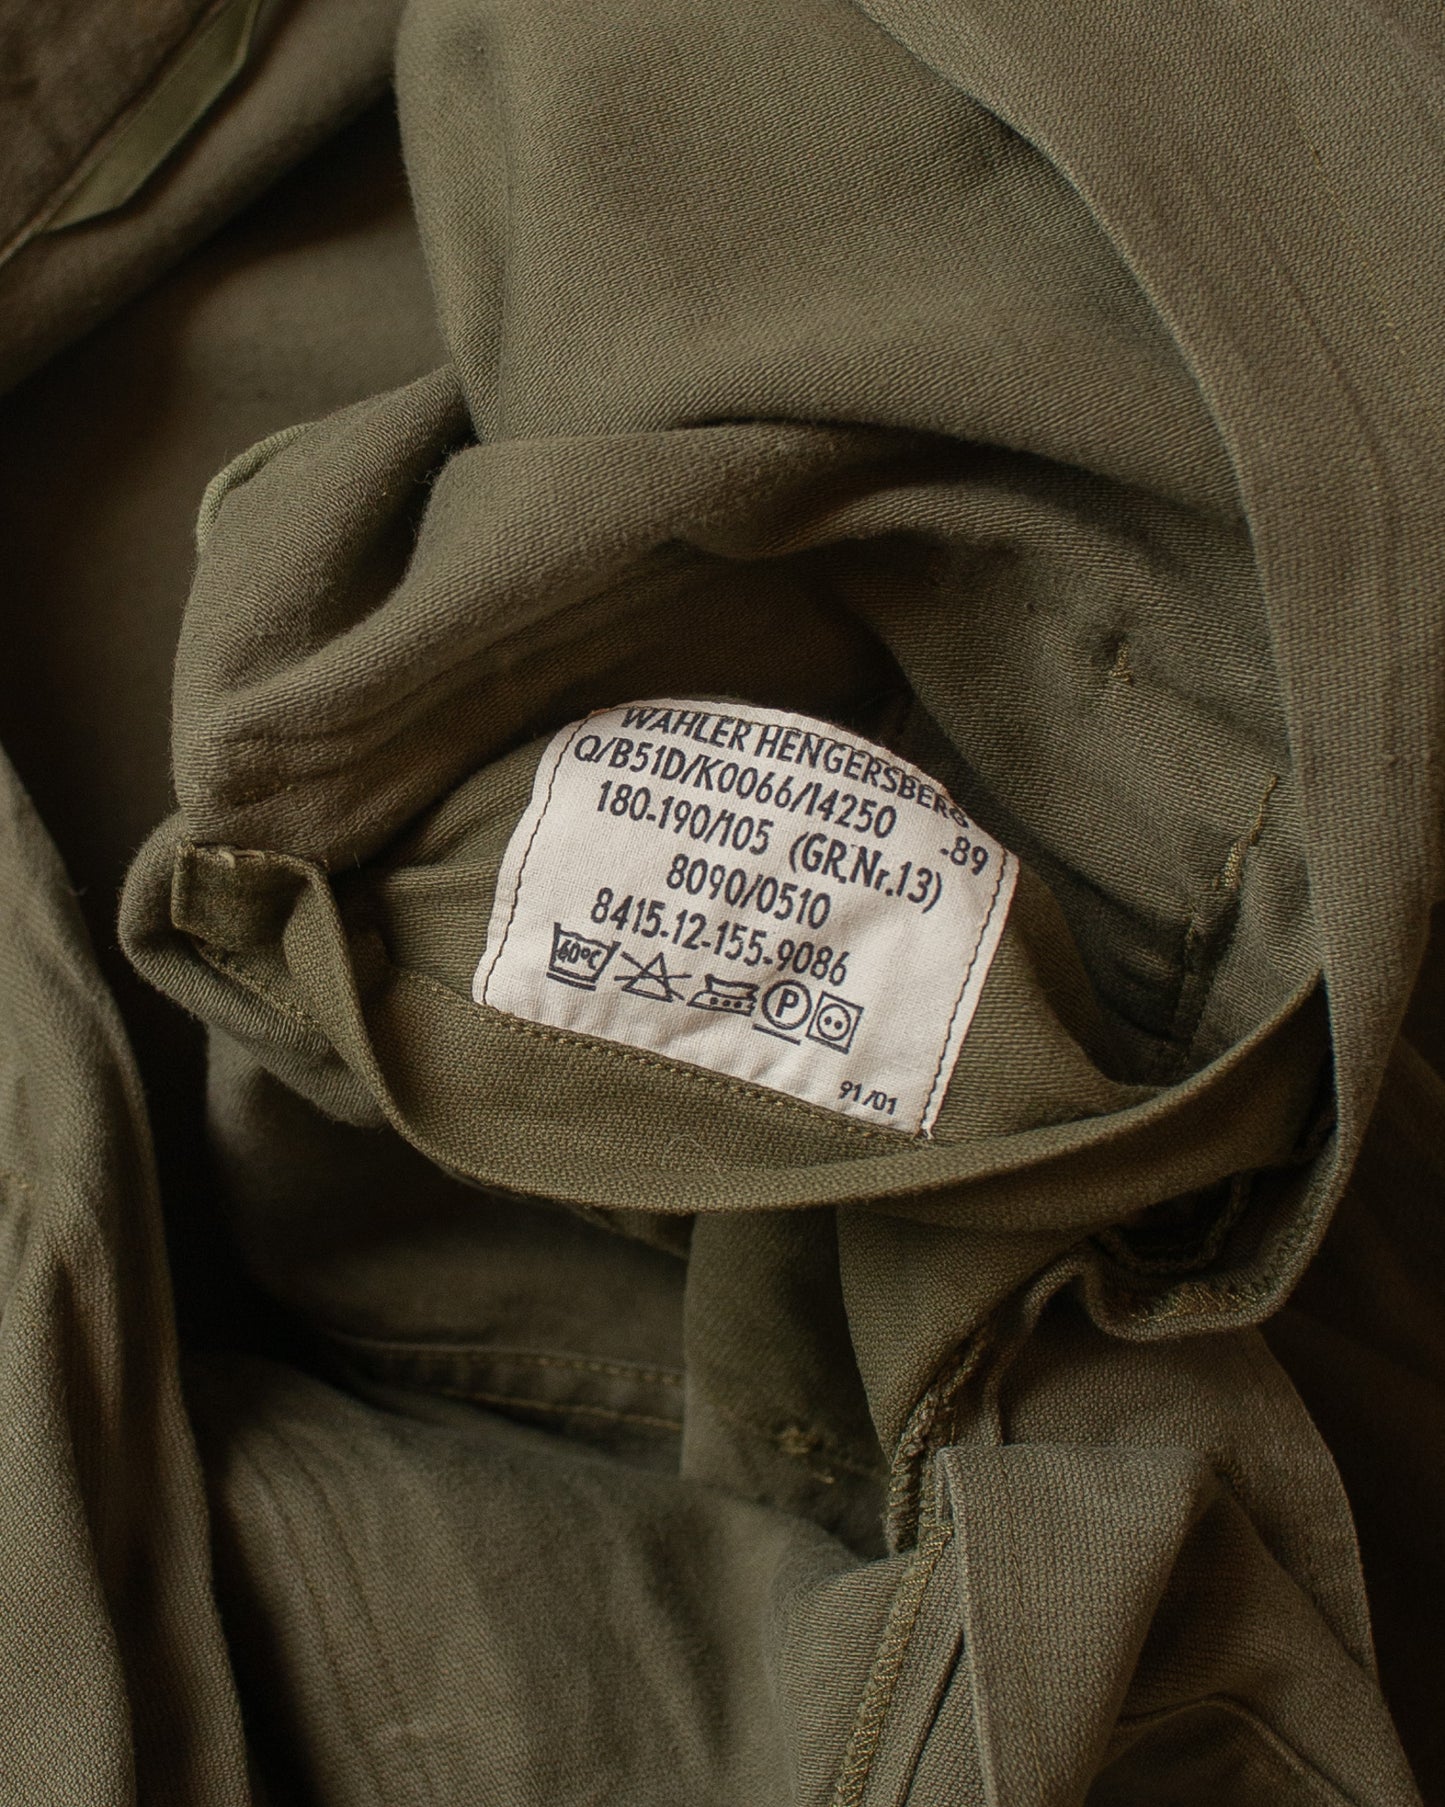 WAHLER HENGERSBERG
Q/B51D/K0066/14250 -89
180-190/105 (GR.Nr.13)
8090/0510
8415-12-155-9086
60°C P
91/01